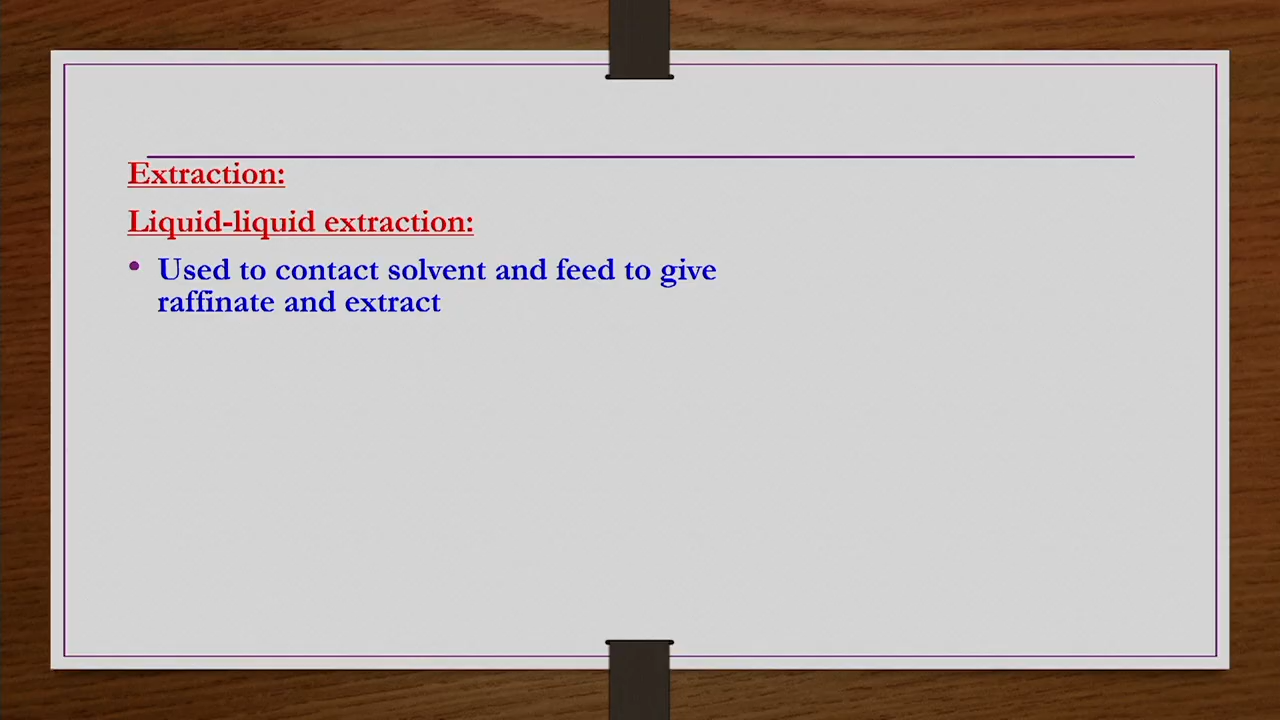 Extraction:
Liquid-liquid extraction:
• Used to contact solvent and feed to give
raffinate and extract